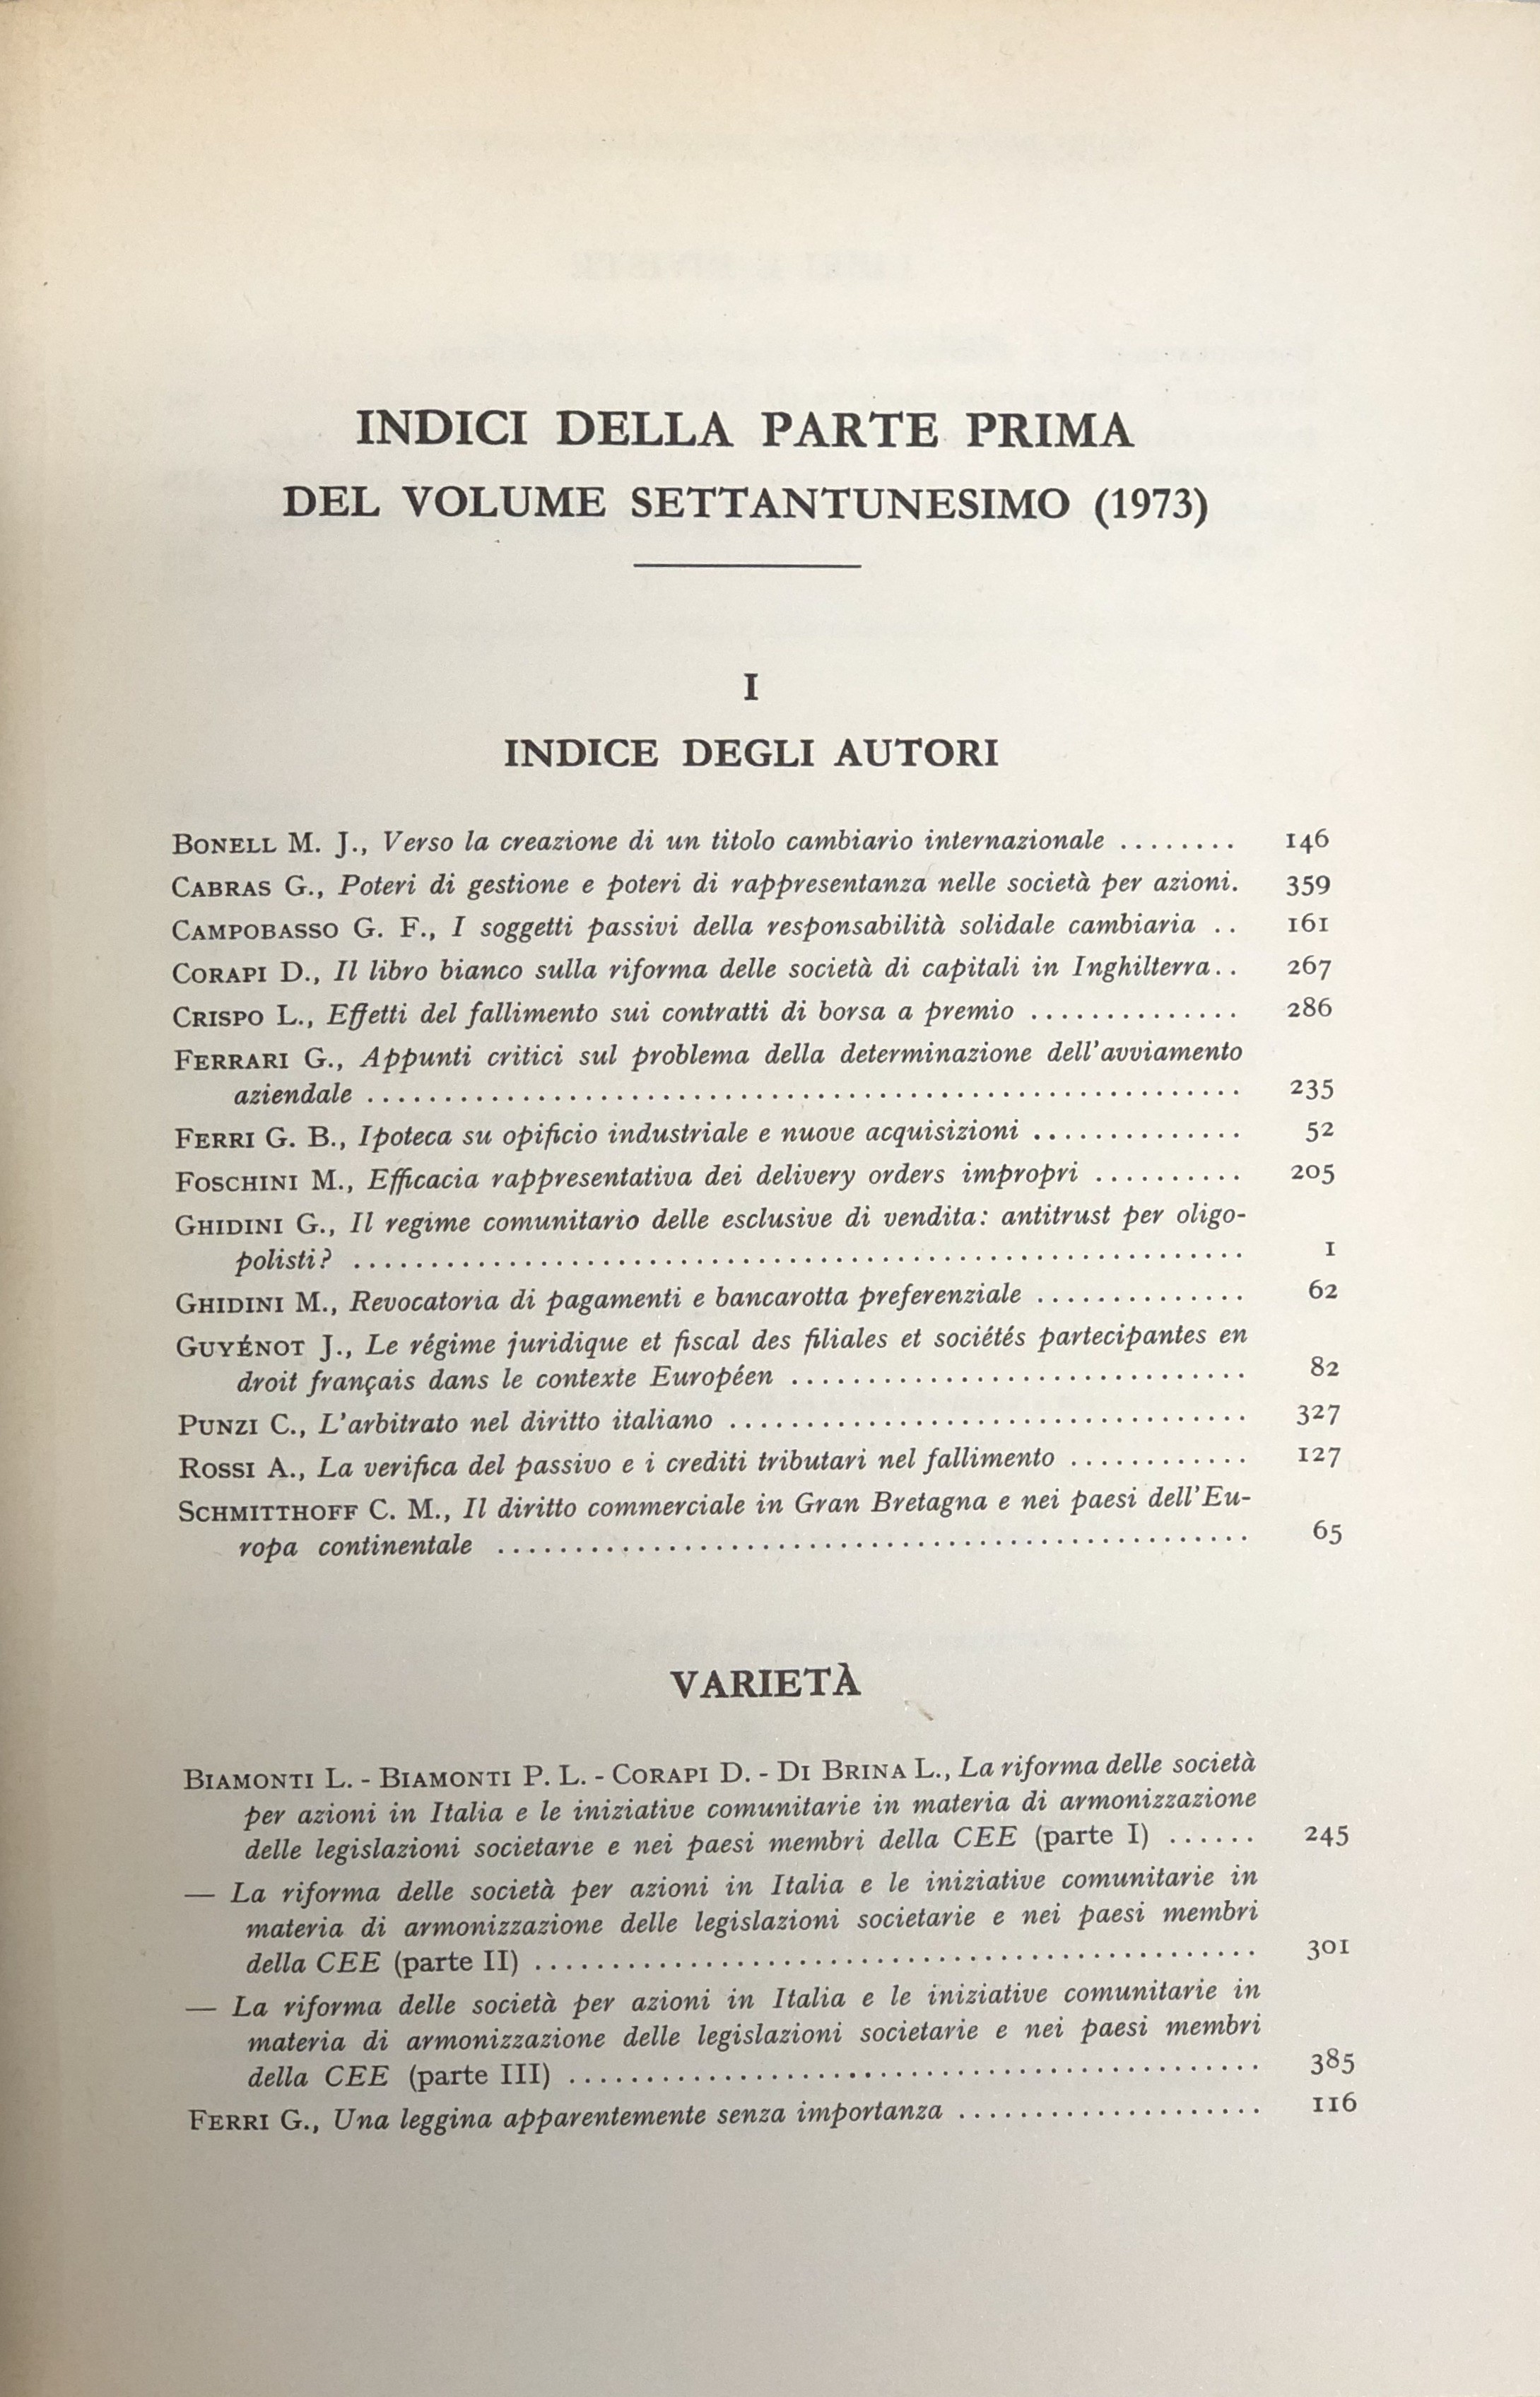 INDICI DELLA PARTE PRIMA
DEL VOLUME SETTANTUNESIMO (1973)
I
INDICE DEGLI AUTORI
BONELL M. J., Verso la creazione di un titolo cambiario internazionale ........ 146
CABRAS G., Poteri di gestione e poteri di rappresentanza nelle società per azioni. 359
CAMPOBASSO G. F., I soggetti passivi della responsabilità solidale cambiaria .. 161
CORAPI D., Il libro bianco sulla riforma delle società di capitali in Inghilterra.. 267
CRISPO L., Effetti del fallimento sui contratti di borsa a premio .............. 286
FERRARI G., Appunti critici sul problema della determinazione dell'avviamento
aziendale ......................................................... 235
FERRI G. B., Ipoteca su opificio industriale e nuove acquisizioni .............. 52
FOSCHINI M., Efficacia rappresentativa dei delivery orders impropri .......... 205
GHIDINI G., Il regime comunitario delle esclusive di vendita: antitrust per oligo-
polisti? .......................................................... 1
GHIDINI M., Revocatoria di pagamenti e bancarotta preferenziale .............. 62
GUYÉNOT J., Le régime juridique et fiscal des filiales et sociétés partecipantes en
droit français dans le contexte Européen .............................. 82
PUNZI C., L'arbitrato nel diritto italiano .................................. 327
ROSSI A., La verifica del passivo e i crediti tributari nel fallimento ............ 127
SCHMITTHOFF C. M., Il diritto commerciale in Gran Bretagna e nei paesi dell'Eu-
ropa continentale ................................................. 65
VARIETÀ
BIAMONTI L. - BIAMONTI P. L. - CORAPI D. - DI BRINA L., La riforma delle società
per azioni in Italia e le iniziative comunitarie in materia di armonizzazione
delle legislazioni societarie e nei paesi membri della CEE (parte I) ...... 245
— La riforma delle società per azioni in Italia e le iniziative comunitarie in
materia di armonizzazione delle legislazioni societarie e nei paesi membri
della CEE (parte II) ............................................... 301
— La riforma delle società per azioni in Italia e le iniziative comunitarie in
materia di armonizzazione delle legislazioni societarie e nei paesi membri
della CEE (parte III) ............................................. 385
FERRI G., Una leggina apparentemente senza importanza .................... 116